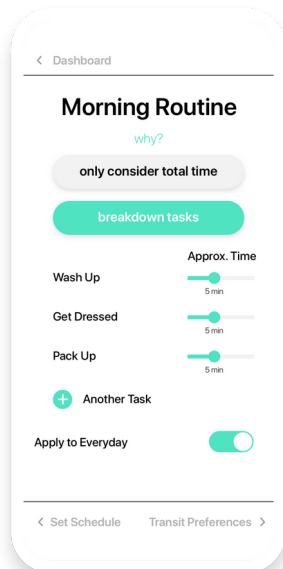 Dashboard
Morning Routine
why?
only consider total time
breakdown tasks
Approx. Time
Wash Up
5 min
Get Dressed
5 min
Pack Up
5 min
Another Task
Apply to Everyday
Set Schedule Transit Preferences